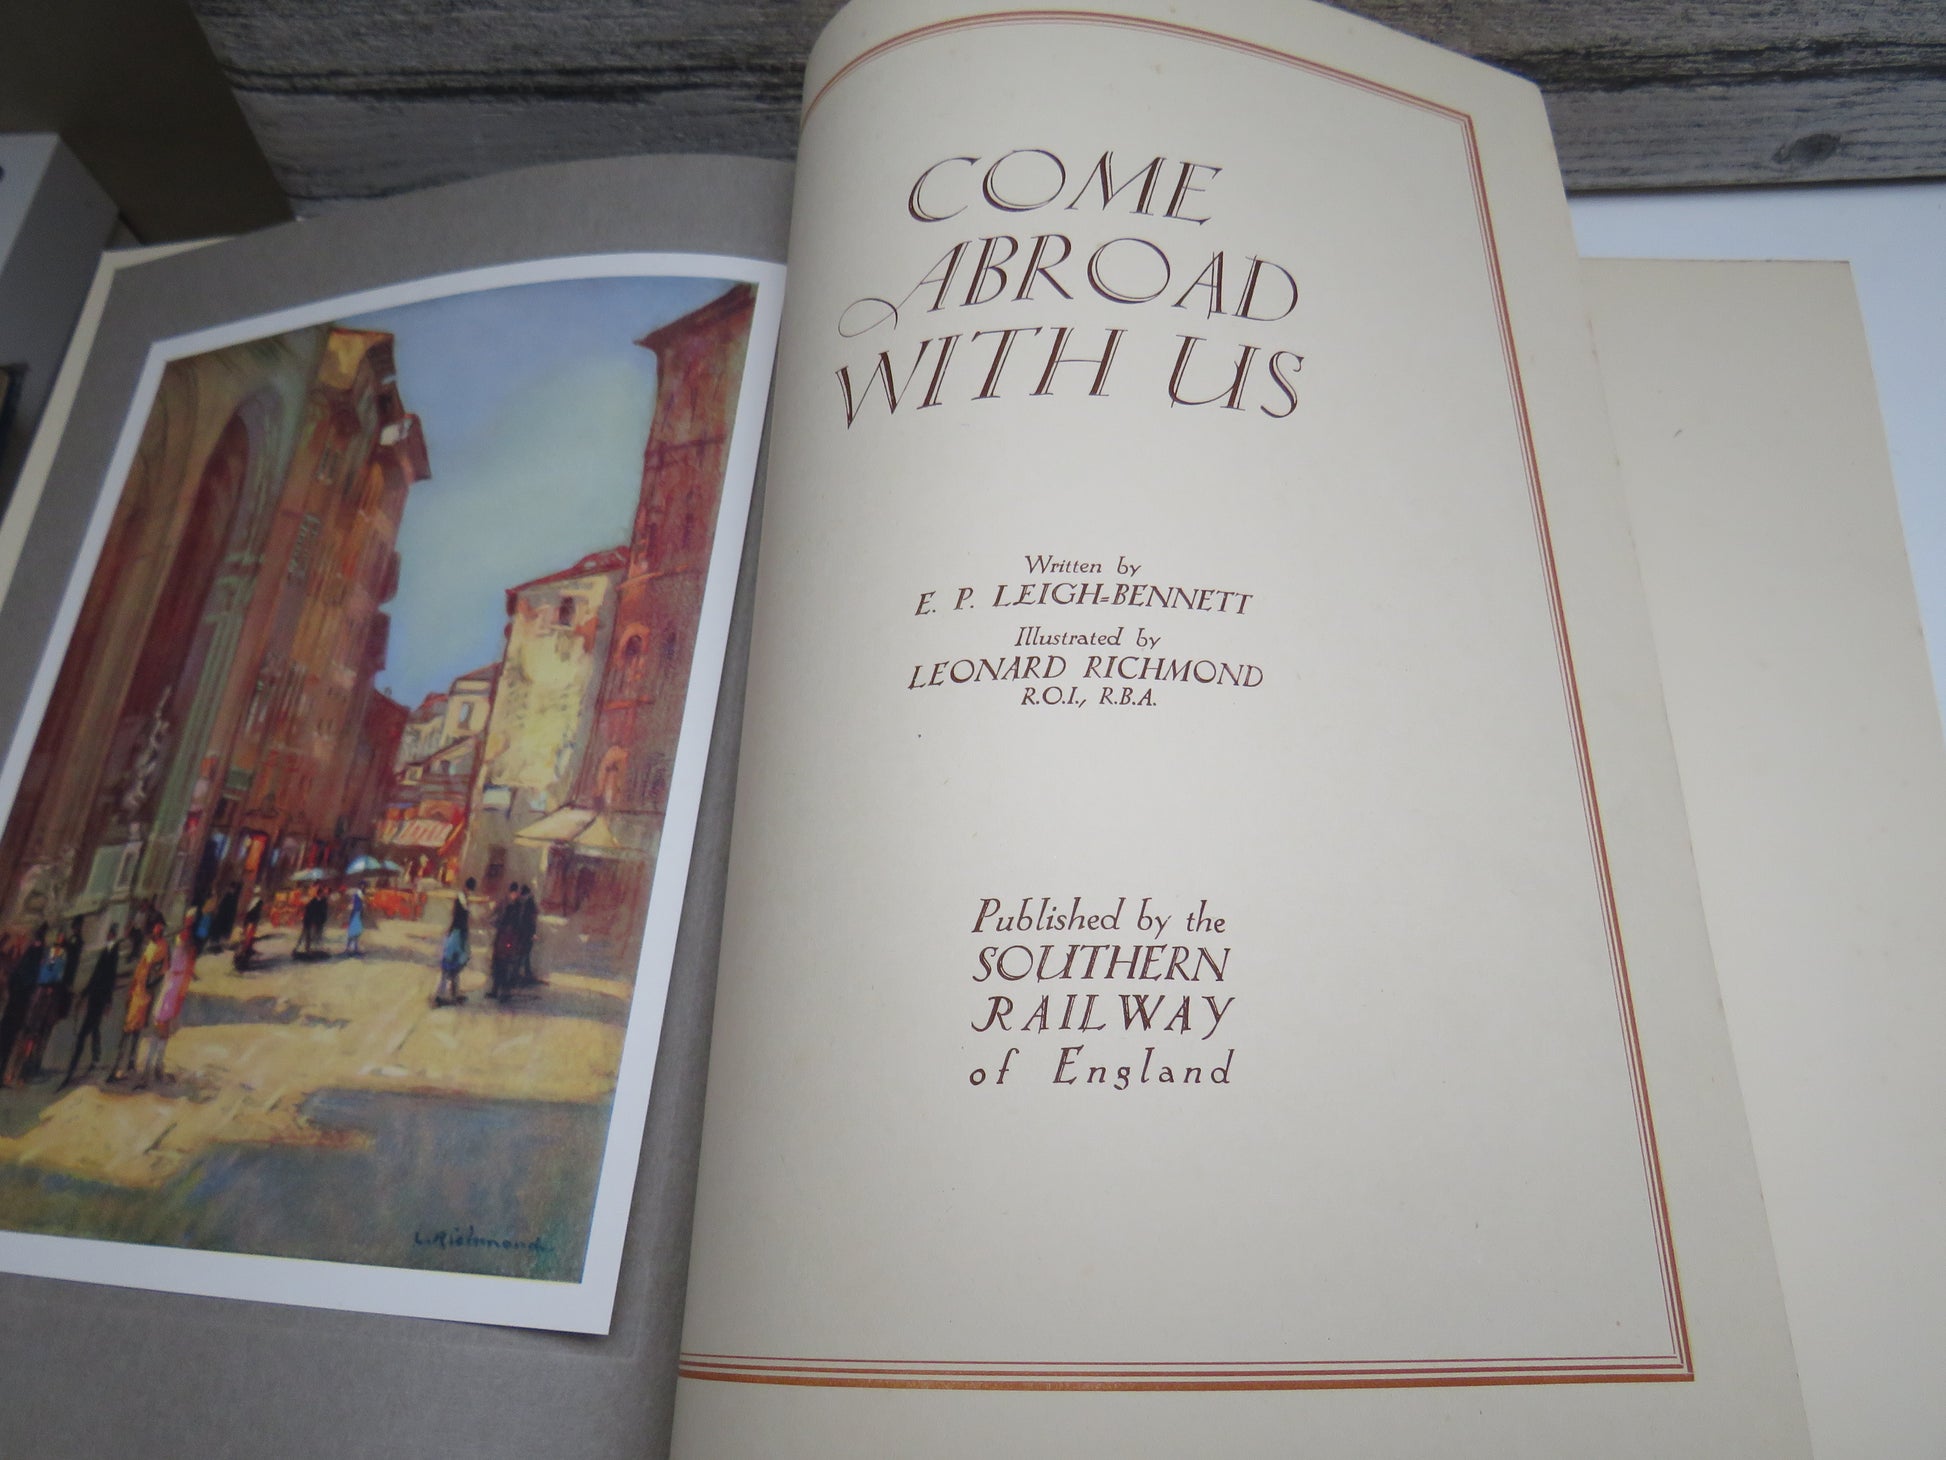 COME
ABROAD
WITH US
Written by
E. P. LEIGH-BENNETT
Illustrated by
LEONARD RICHMOND
R.O.I., R.B.A.
Published by the
SOUTHERN
RAILWAY
of England
L. Richmond